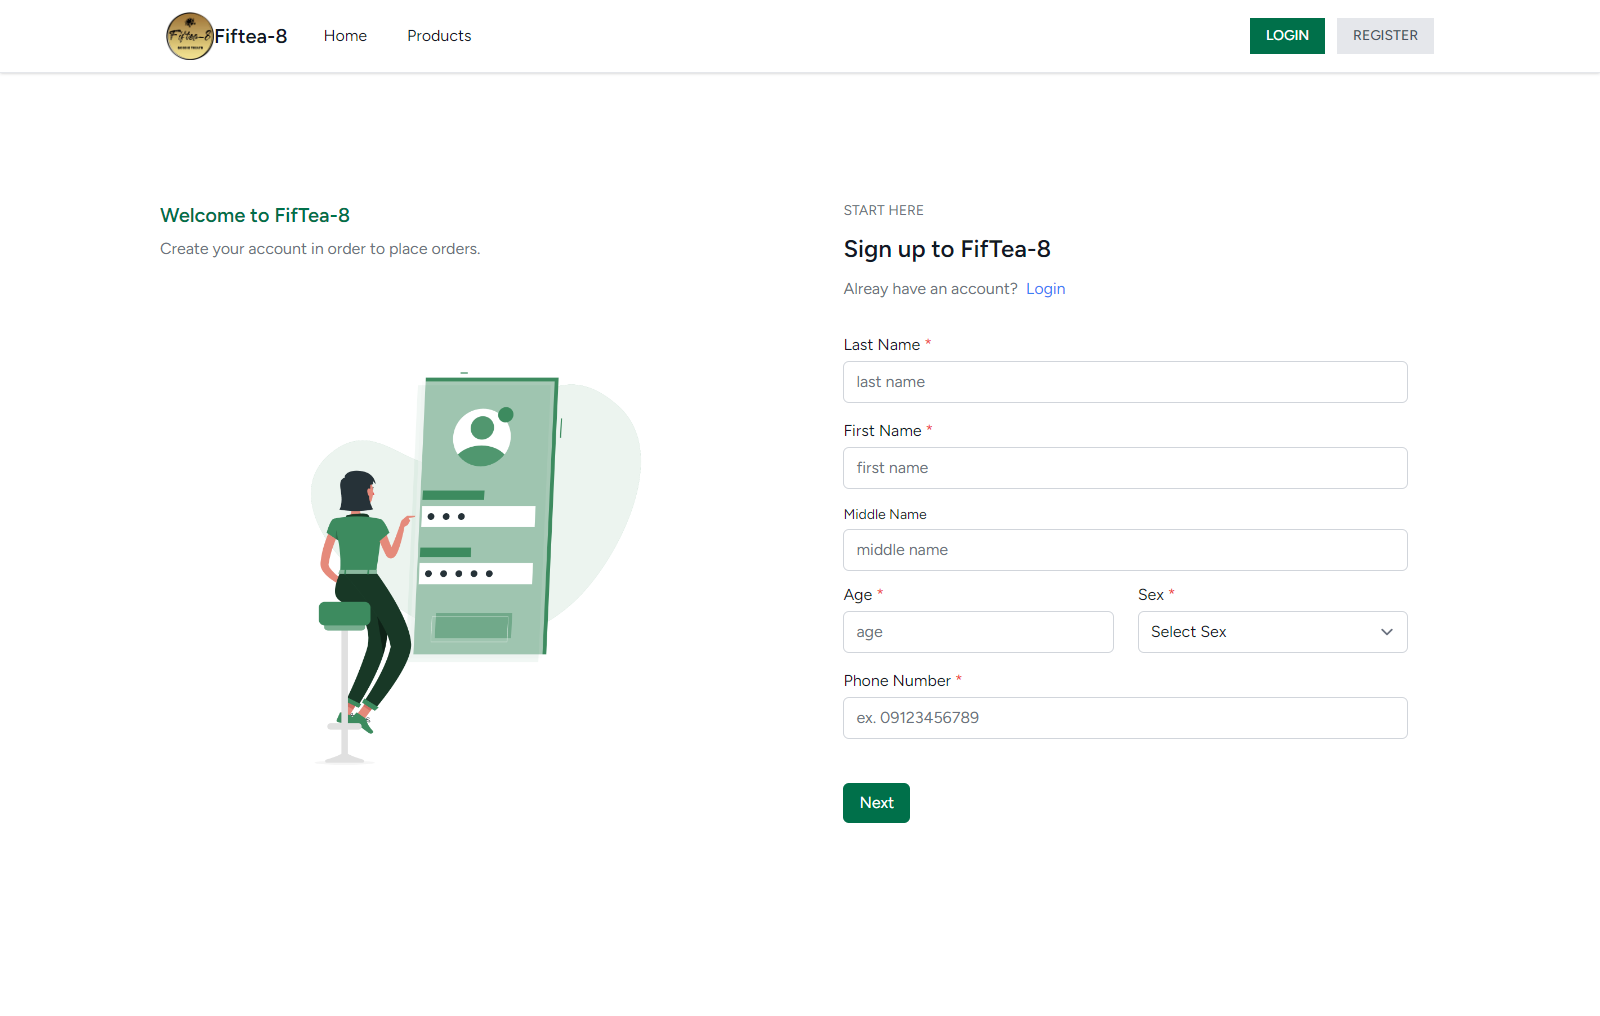 Fiftea-8
Fiftea-8
Home
Products
LOGIN
REGISTER
Welcome to FifTea-8
Create your account in order to place orders.
START HERE
Sign up to FifTea-8
Alreay have an account? Login
Last Name *
last name
First Name *
first name
Middle Name
middle name
Age *
age
Sex *
Select Sex
Phone Number *
ex. 09123456789
Next